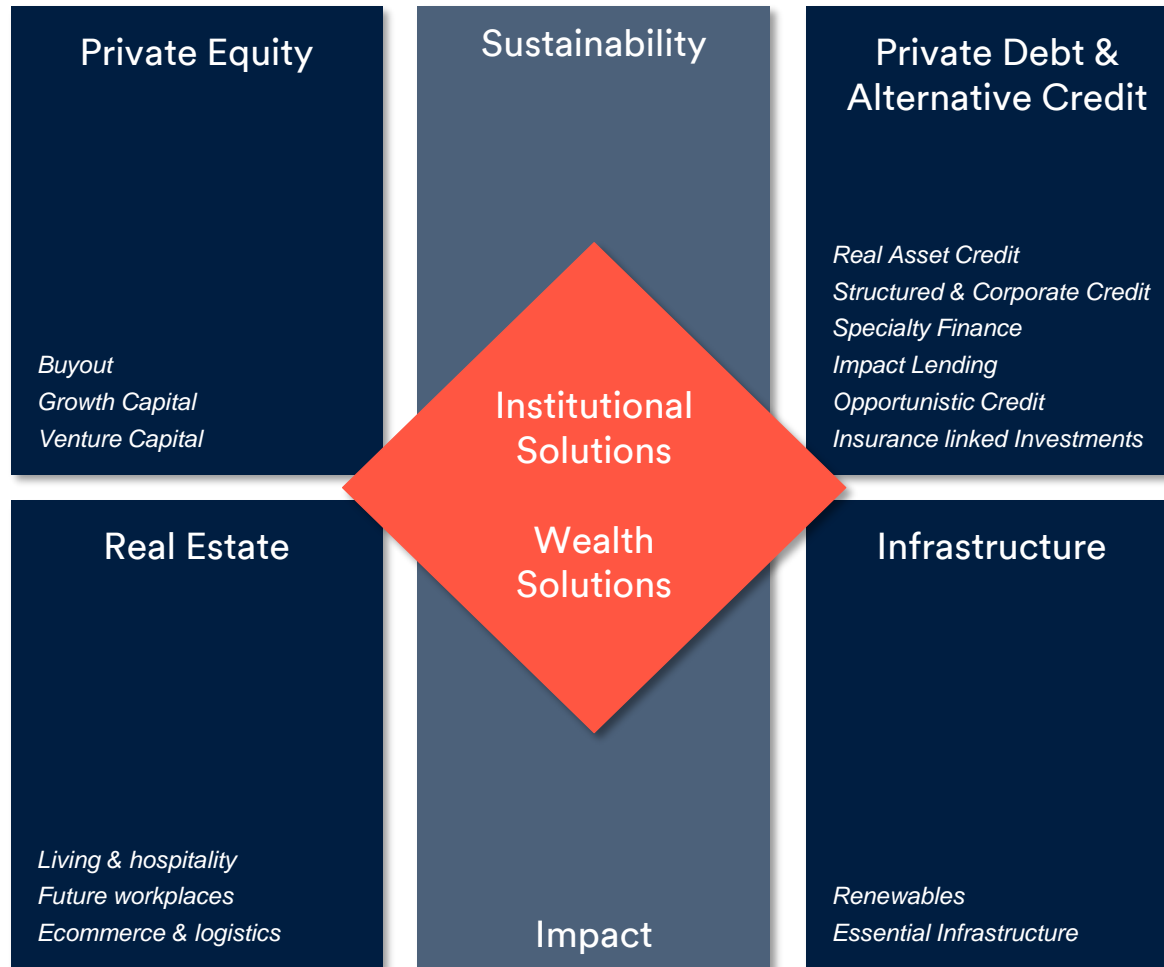 Private Equity
Buyout
Growth Capital
Venture Capital
Sustainability
Private Debt &
Alternative Credit
Real Asset Credit
Structured & Corporate Credit
Specialty Finance
Impact Lending
Opportunistic Credit
Insurance linked Investments
Institutional
Solutions
Wealth
Solutions
Real Estate
Living & hospitality
Future workplaces
Ecommerce & logistics
Impact
Infrastructure
Renewables
Essential Infrastructure